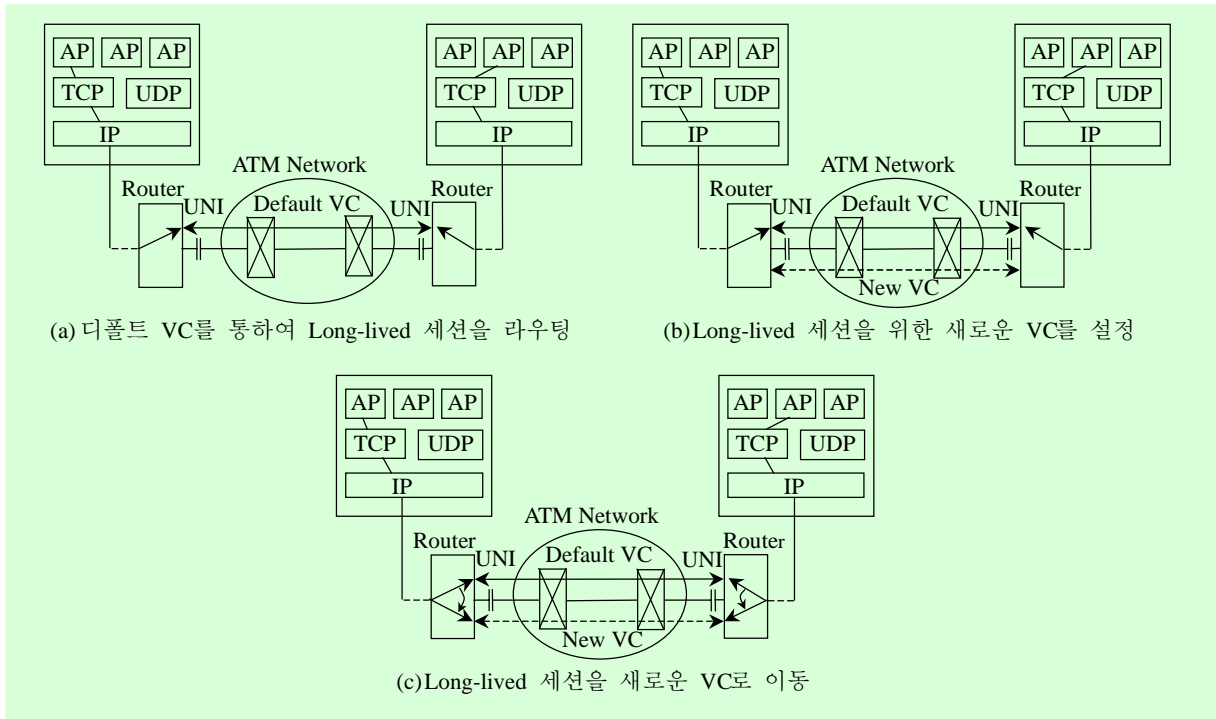 AP AP AP
TCP UDP
IP
AP AP AP
TCP UDP
IP
ATM Network
Router
UNI
Default VC
UNI
Router
(a) 디폴트 VC를 통하여 Long-lived 세션을 라우팅
AP AP AP
TCP UDP
IP
AP AP AP
TCP UDP
IP
ATM Network
Router
UNI
Default VC
UNI
Router
New VC
(b)Long-lived 세션을 위한 새로운 VC를 설정
AP AP AP
TCP UDP
IP
AP AP AP
TCP UDP
IP
ATM Network
Router
UNI
Default VC
UNI
Router
New VC
(c)Long-lived 세션을 새로운 VC로 이동